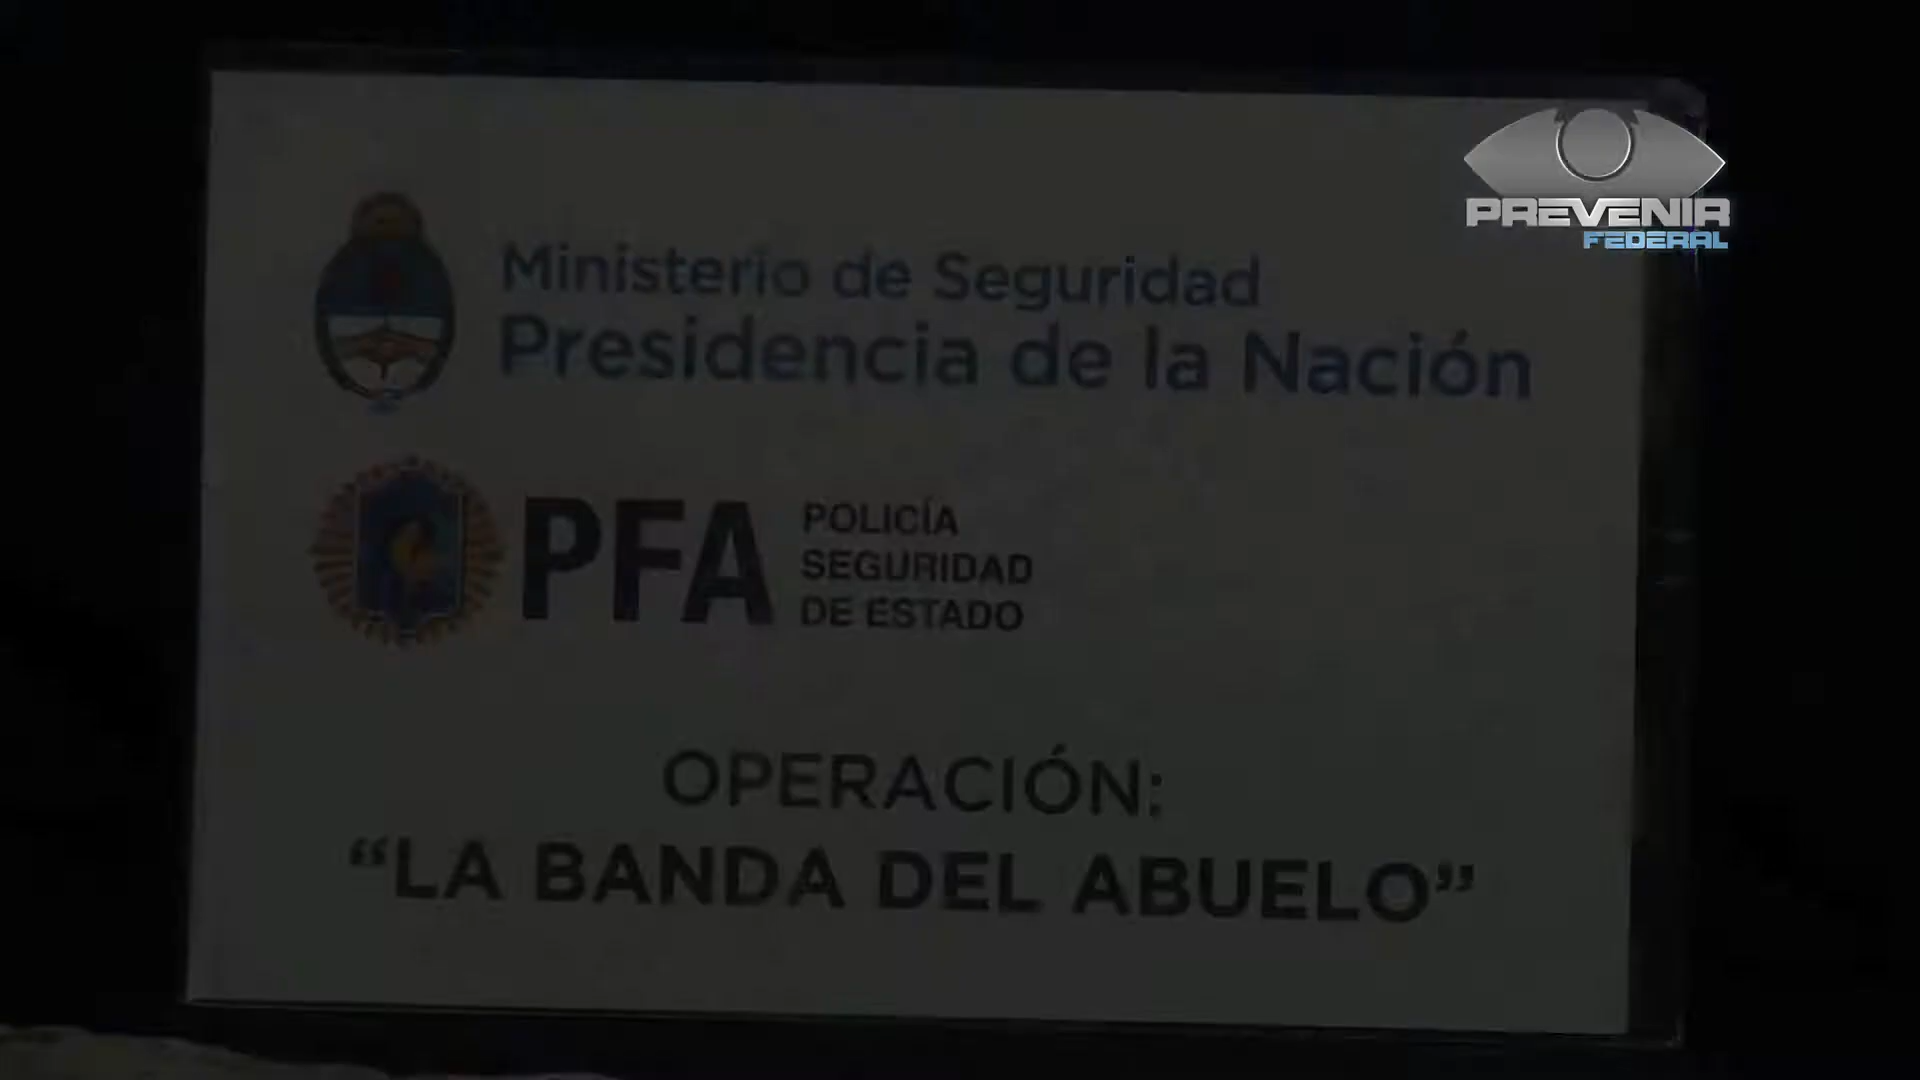 PREVENIR
FEDERAL
Ministerio de Seguridad
Presidencia de la Nación
PFA
POLICÍA
SEGURIDAD
DE ESTADO
OPERACIÓN:
“LA BANDA DEL ABUELO”